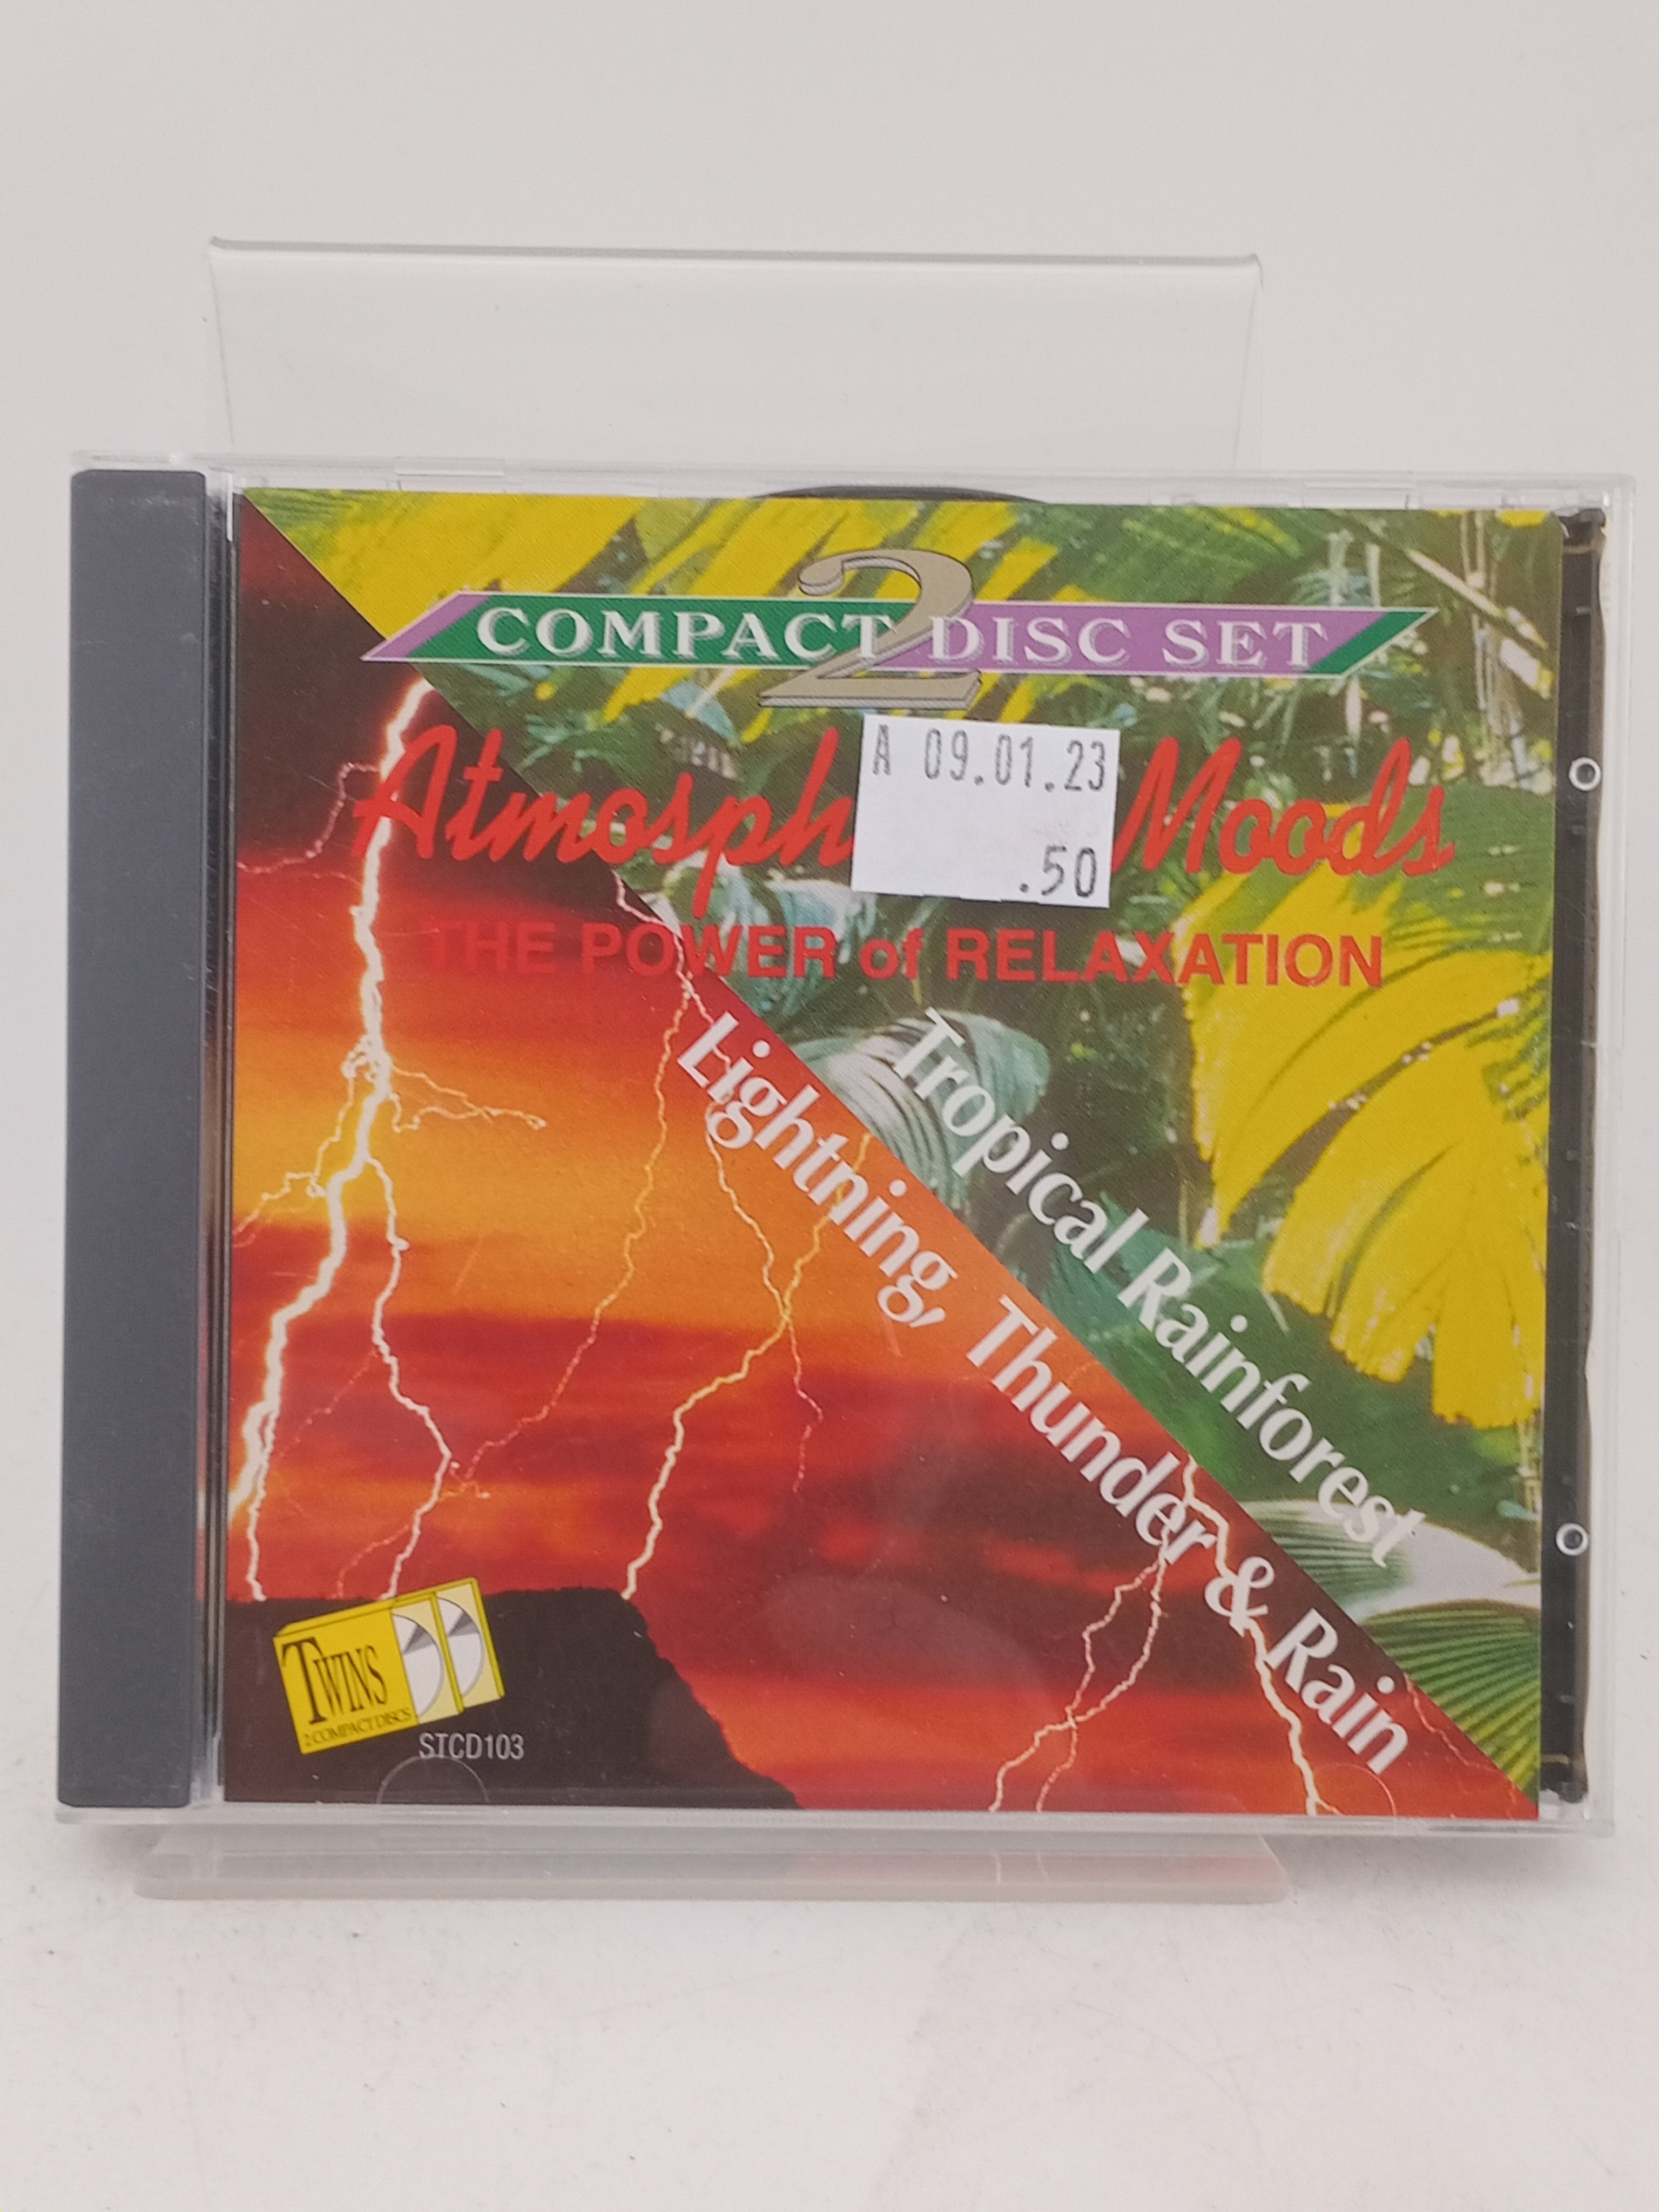 2
COMPACT DISC SET
A 09.01.23
.50
Atmosph Moods
THE POWER of RELAXATION
Tropical Rainforest
Lightning, Thunder & Rain
TWINS
2 COMPACT DISCS
STCD103